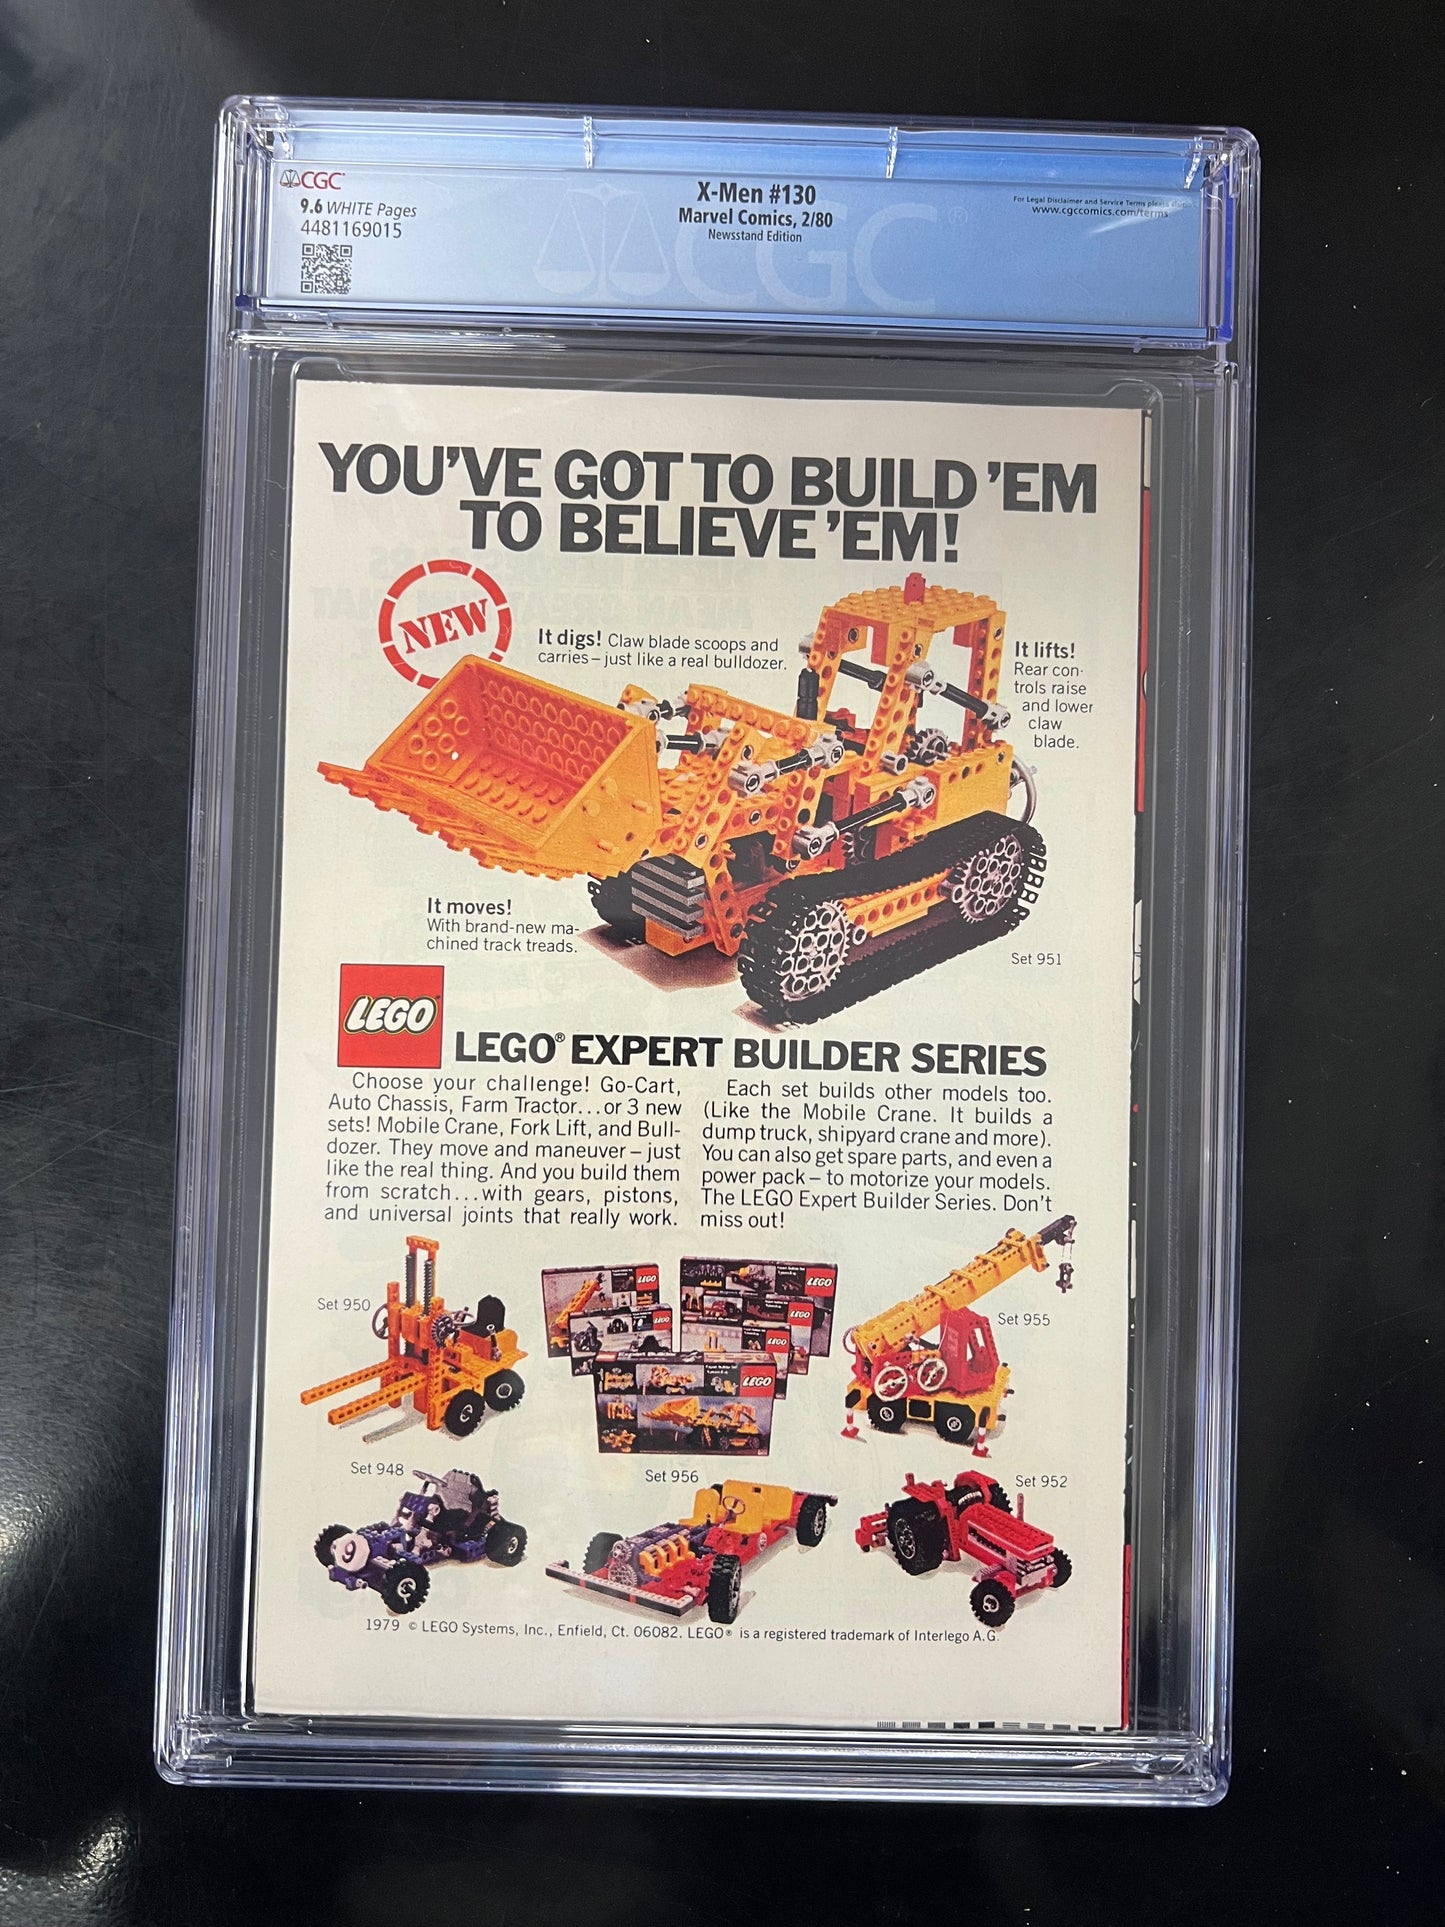 CGC
9.6 WHITE Pages
4481169015
X-Men #130
Marvel Comics, 2/80
Newsstand Edition
For Legal Disclaimer and Service Terms please
www.cgccomics.com/terms
CGC®
YOU'VE GOT TO BUILD 'EM
TO BELIEVE 'EM!
NEW
It digs! Claw blade scoops and
carries – just like a real bulldozer.
It lifts!
Rear con-
trols raise
and lower
claw
blade.
It moves!
With brand-new ma-
chined track treads.
Set 951
LEGO
LEGO® EXPERT BUILDER SERIES
Choose your challenge! Go-Cart,
Auto Chassis, Farm Tractor...or 3 new
sets! Mobile Crane, Fork Lift, and Bull-
dozer. They move and maneuver – just
like the real thing. And you build them
from scratch...with gears, pistons,
and universal joints that really work.
Each set builds other models too.
(Like the Mobile Crane. It builds a
dump truck, shipyard crane and more).
You can also get spare parts, and even a
power pack – to motorize your models.
The LEGO Expert Builder Series. Don't
miss out!
Set 950
LEGO
LEGO
LEGO
LEGO
LEGO
LEGO
Set 955
Set 948
9
Set 956
Set 952
1979 © LEGO Systems, Inc., Enfield, Ct. 06082. LEGO® is a registered trademark of Interlego A.G.